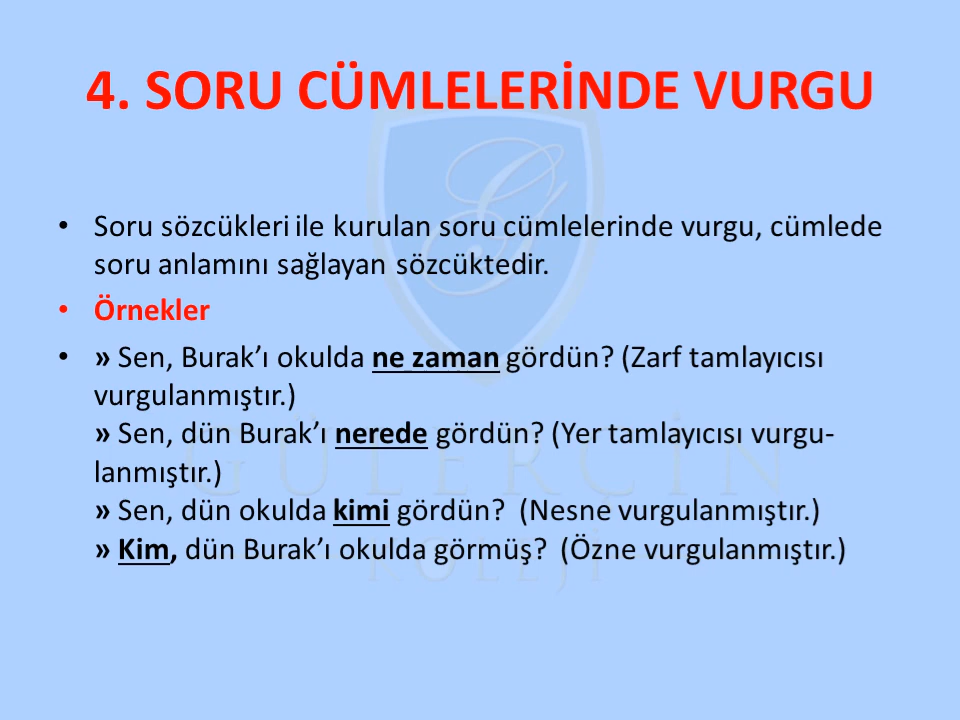 4. SORU CÜMLELERİNDE VURGU
• Soru sözcükleri ile kurulan soru cümlelerinde vurgu, cümlede
soru anlamını sağlayan sözcüktedir.
• Örnekler
• » Sen, Burak’ı okulda ne zaman gördün? (Zarf tamlayıcısı
vurgulanmıştır.)
» Sen, dün Burak’ı nerede gördün? (Yer tamlayıcısı vurgu-
lanmıştır.)
» Sen, dün okulda kimi gördün? (Nesne vurgulanmıştır.)
» Kim, dün Burak’ı okulda görmüş? (Özne vurgulanmıştır.)
GÜLERÇİN
KOLEJİ